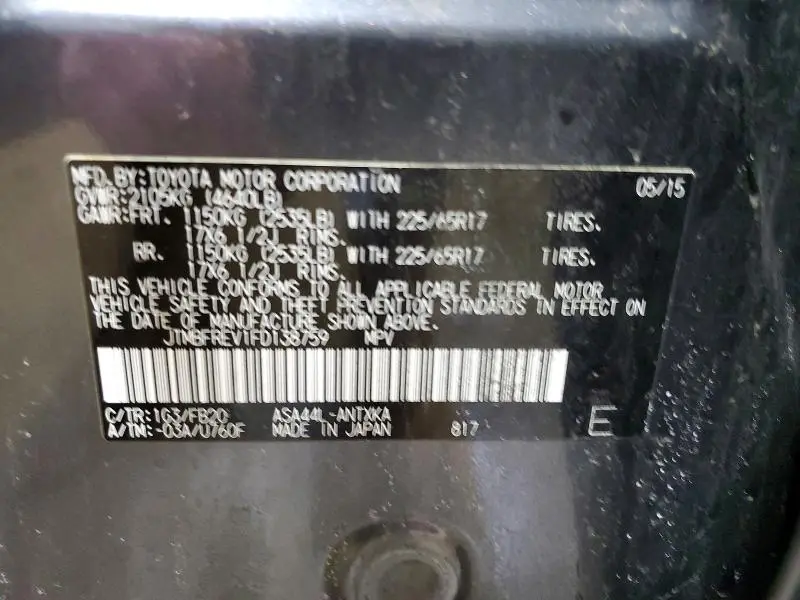 MFD.BY:TOYOTA MOTOR CORPORATION 05/15
GVWR:2105KG (4640LB)
GAWR:FRT. 1150KG (2535LB) WITH 225/65R17 TIRES.
17X6 1/2J RIMS.
RR. 1150KG (2535LB) WITH 225/65R17 TIRES.
17X6 1/2J RIMS.
THIS VEHICLE CONFORMS TO ALL APPLICABLE FEDERAL MOTOR
VEHICLE SAFETY AND THEFT PREVENTION STANDARDS IN EFFECT ON
THE DATE OF MANUFACTURE SHOWN ABOVE.
JTMBFREV1FD138759 MPV
C/TR:1G3/FB20 ASA44L-ANTXKA
A/TM:-03A/U760F MADE IN JAPAN 817 E